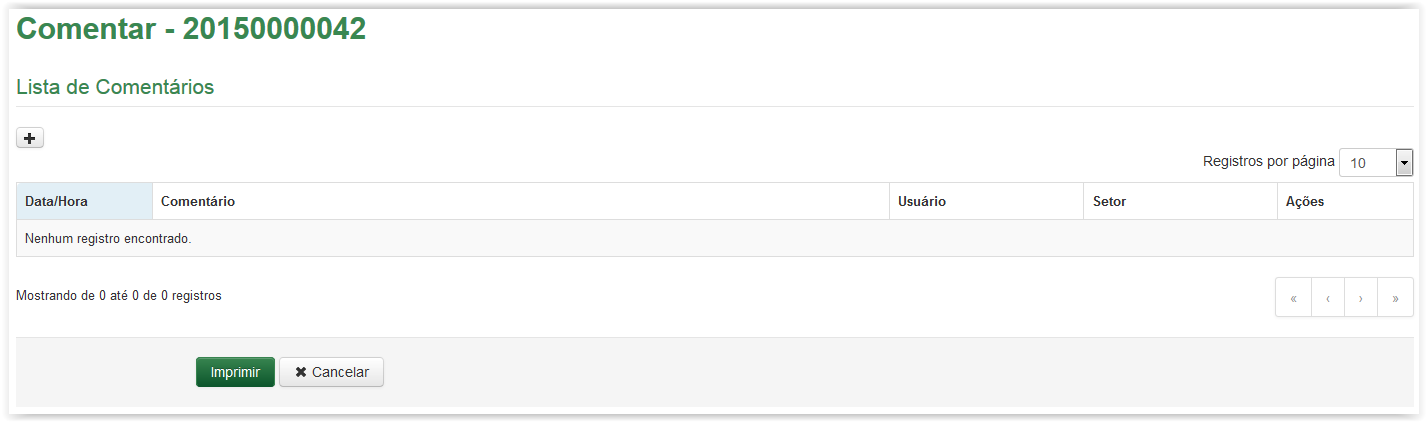 Comentar - 20150000042
Lista de Comentários
+
Registros por página 10
Data/Hora Comentário Usuário Setor Ações
Nenhum registro encontrado.
Mostrando de 0 até 0 de 0 registros
« ‹ › »
Imprimir ✖ Cancelar